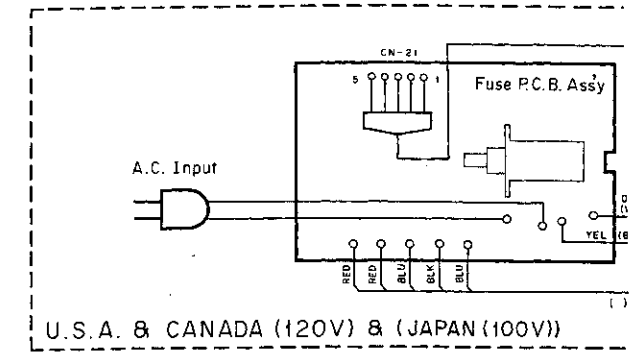 CN-21
5 1
Fuse P.C.B. Ass'y
A.C. Input
YEL
RED
RED
BLU
BLK
BLU
( )
U.S.A. & CANADA (120V) & (JAPAN (100V))